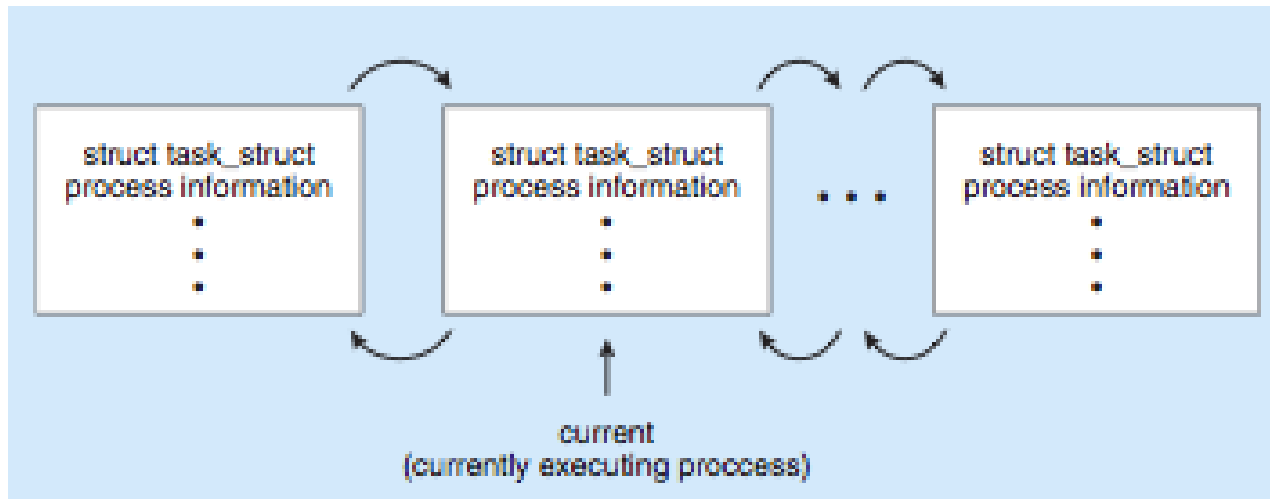 struct task_struct
process information
struct task_struct
process information
• • •
struct task_struct
process information
current
(currently executing proccess)